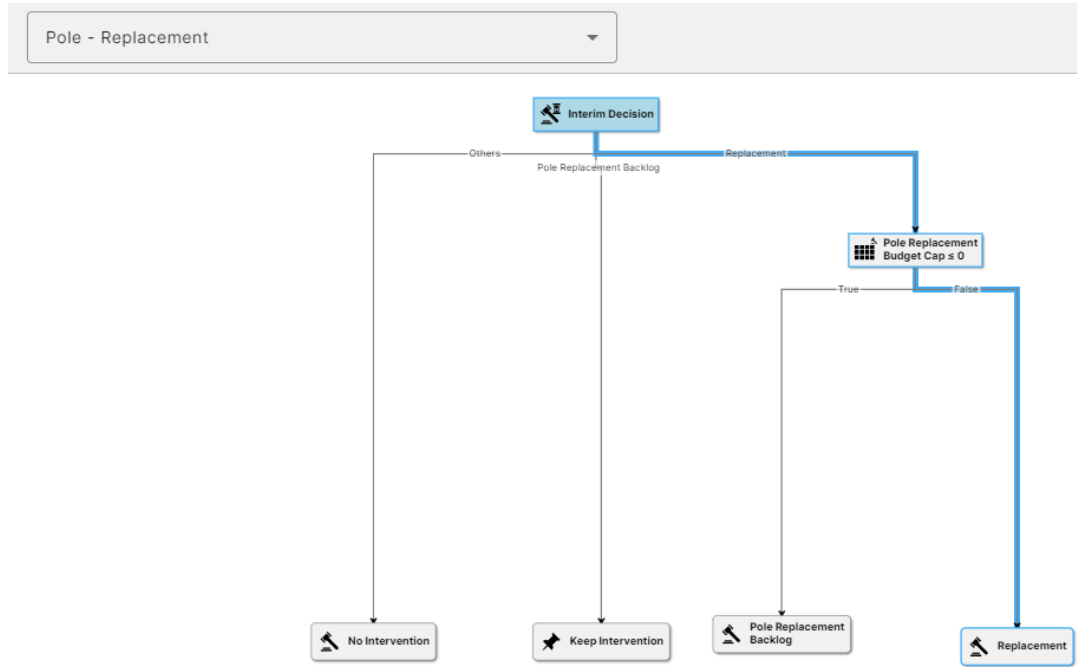 Pole - Replacement
Interim Decision
Others
Replacement
Pole Replacement Backlog
Pole Replacement
Budget Cap ≤ 0
True
False
No Intervention
Keep Intervention
Pole Replacement
Backlog
Replacement